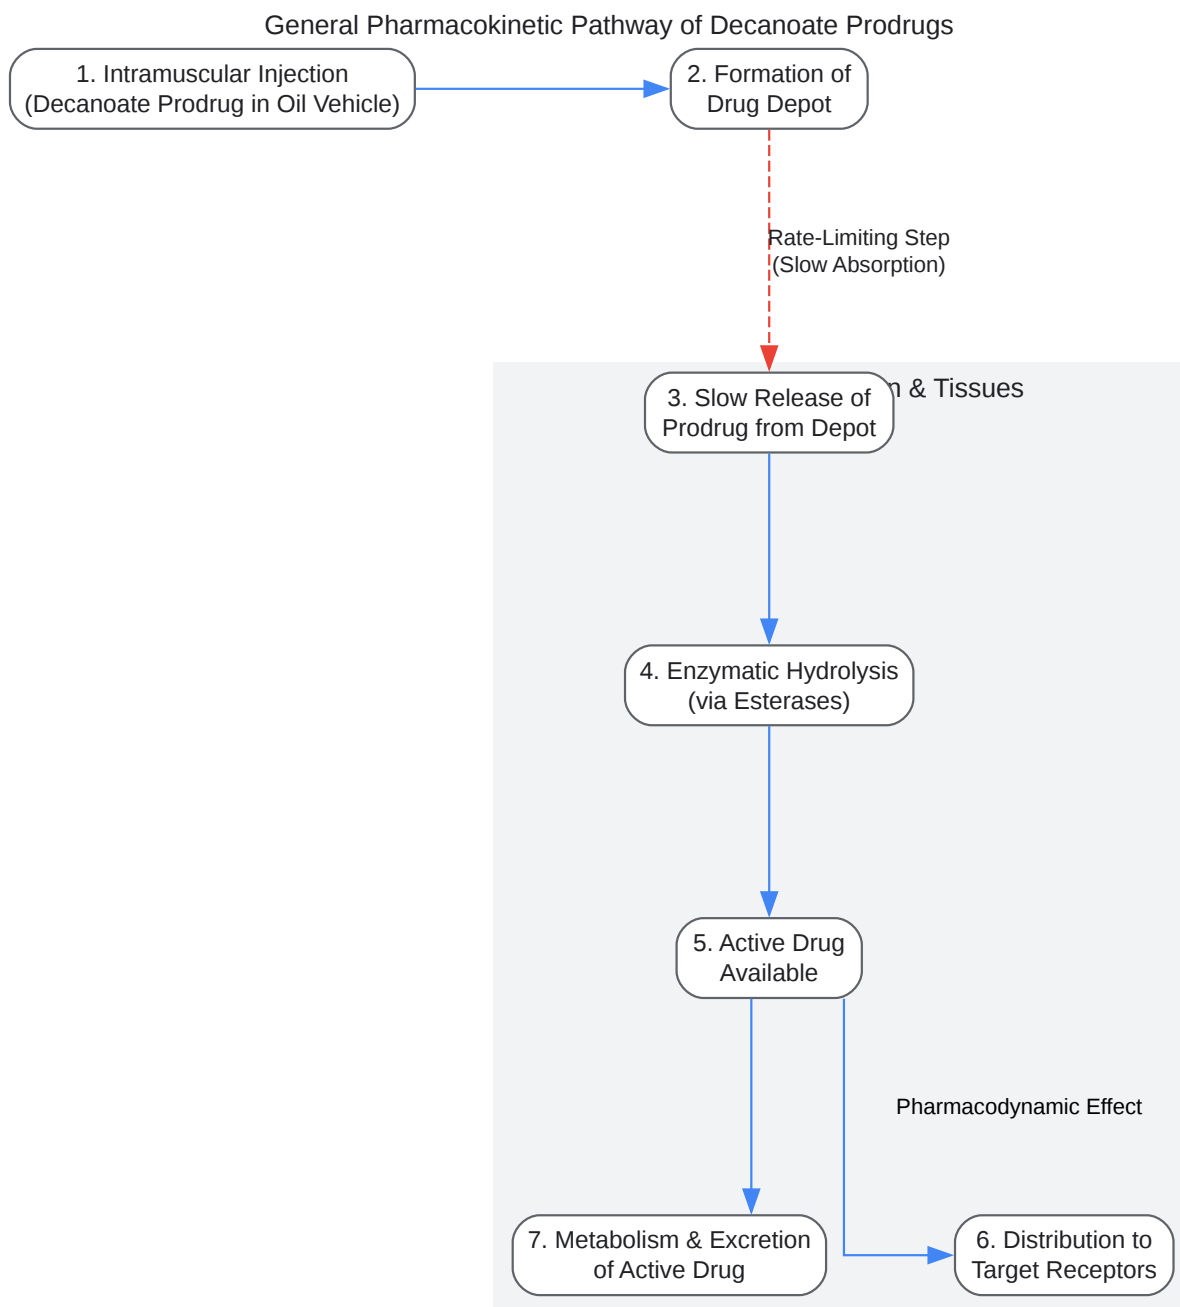 General Pharmacokinetic Pathway of Decanoate Prodrugs
1. Intramuscular Injection
(Decanoate Prodrug in Oil Vehicle)
2. Formation of
Drug Depot
Rate-Limiting Step
(Slow Absorption)
& Tissues
3. Slow Release of
Prodrug from Depot
4. Enzymatic Hydrolysis
(via Esterases)
5. Active Drug
Available
Pharmacodynamic Effect
7. Metabolism & Excretion
of Active Drug
6. Distribution to
Target Receptors